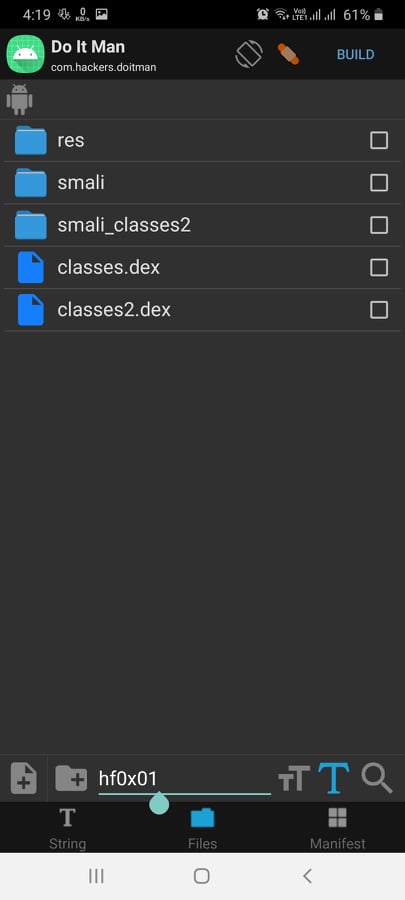 4:19
0
KB/s
Vo))
LTE1
61%
Do It Man
com.hackers.doitman
BUILD
res
smali
smali_classes2
classes.dex
classes2.dex
hf0x01
String
Files
Manifest